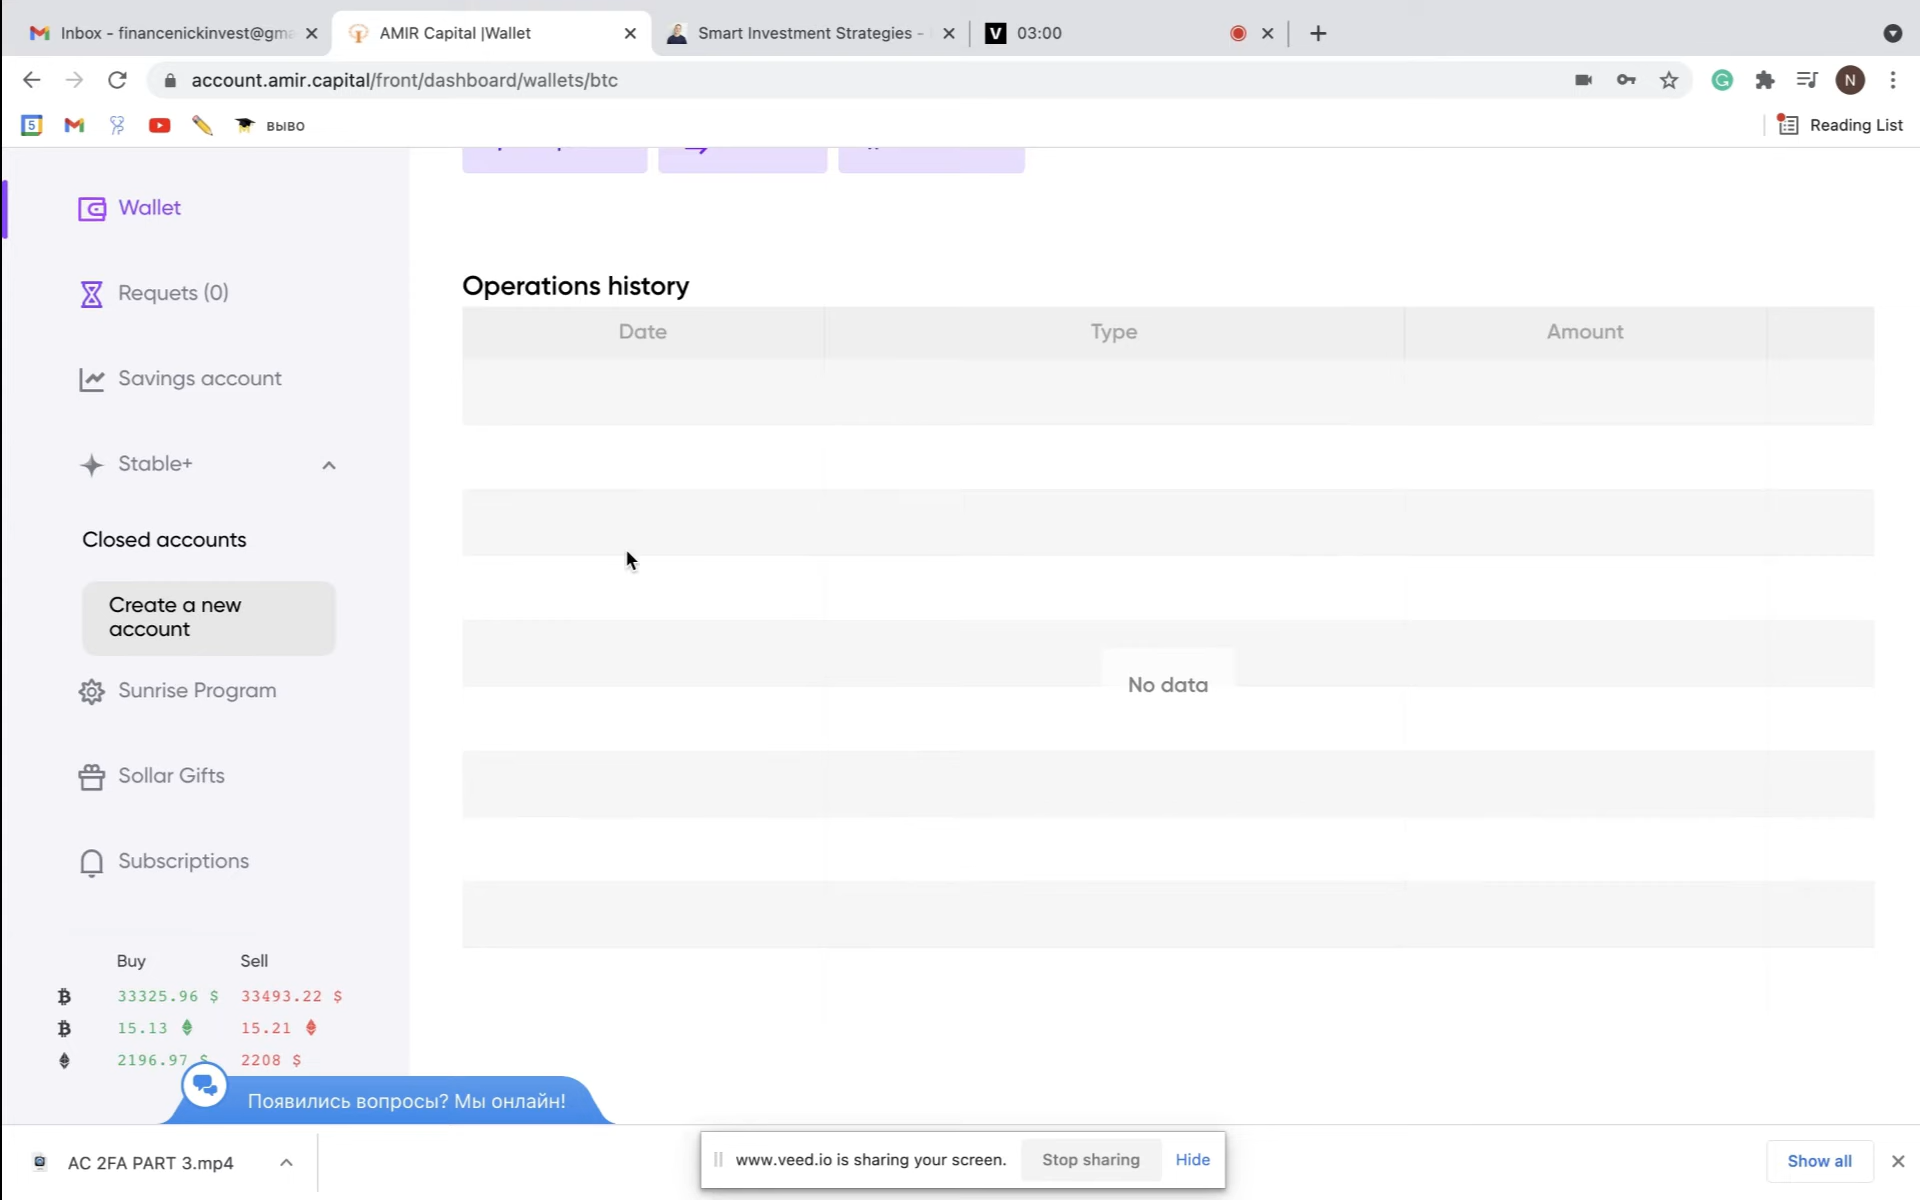 Inbox - financenickinvest@gma
AMIR Capital |Wallet
Smart Investment Strategies -
V 03:00
account.amir.capital/front/dashboard/wallets/btc
N
5
ВЫВО
Reading List
Wallet
Requets (0)
Savings account
Stable+
Closed accounts
Create a new
account
Sunrise Program
Sollar Gifts
Subscriptions
Buy Sell
33325.96 $ 33493.22 $
15.13 15.21
2196.97 $ 2208 $
Operations history
Date Type Amount
No data
Появились вопросы? Мы онлайн!
AC 2FA PART 3.mp4
www.veed.io is sharing your screen. Stop sharing Hide
Show all